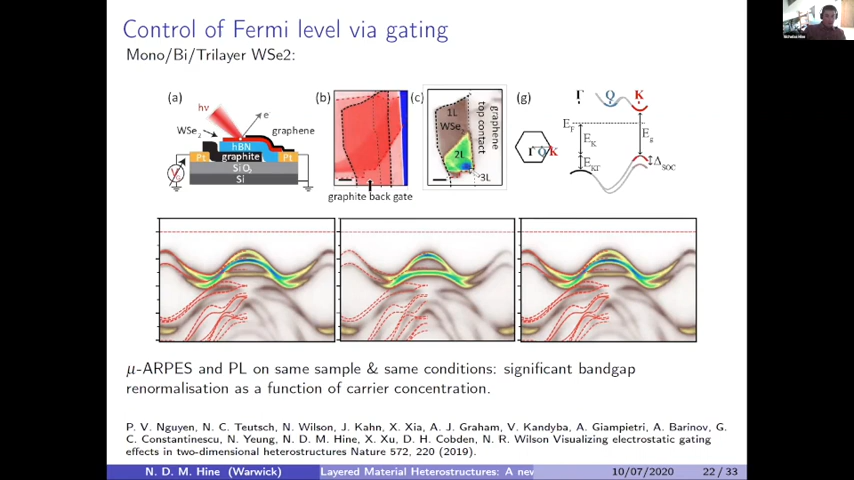 Control of Fermi level via gating
Mono/Bi/Trilayer WSe2:
(a)
hν
e
WSe2
graphene
hBN
Pt
graphite
Pt
SiO2
Si
(b)
graphite back gate
(c)
1L
WSe2
2L
3L
graphene
top contact
(g)
Γ Q K
Γ Q K
EF
EK
EKΓ
Eg
ΔSOC
μ-ARPES and PL on same sample & same conditions: significant bandgap
renormalisation as a function of carrier concentration.
P. V. Nguyen, N. C. Teutsch, N. Wilson, J. Kahn, X. Xia, A. J. Graham, V. Kandyba, A. Giampietri, A. Barinov, G.
C. Constantinescu, N. Yeung, N. D. M. Hine, X. Xu, D. H. Cobden, N. R. Wilson Visualizing electrostatic gating
effects in two-dimensional heterostructures Nature 572, 220 (2019).
N. D. M. Hine (Warwick)
Layered Material Heterostructures: A nev
10/07/2020
22 / 33
Nicholas Hine